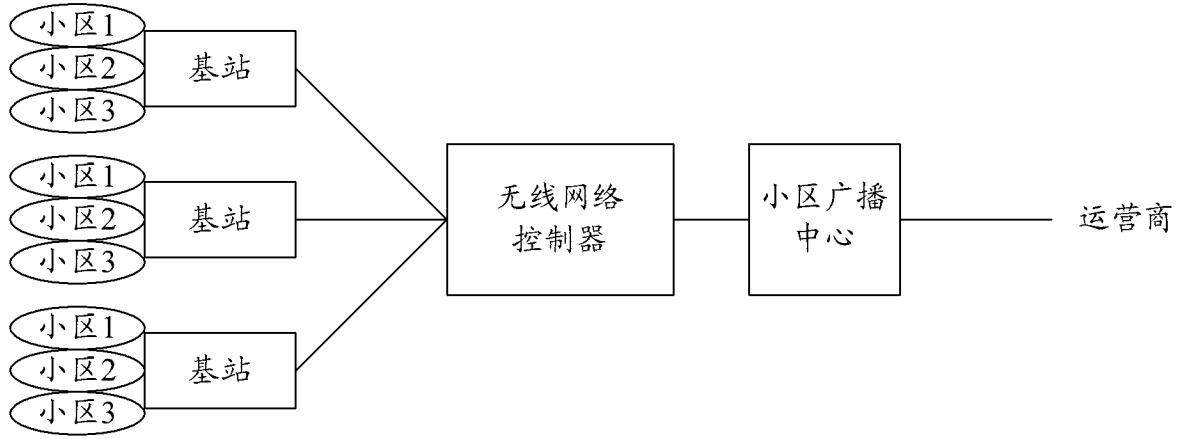 小区1
小区2
小区3
基站
小区1
小区2
小区3
基站
小区1
小区2
小区3
基站
无线网络
控制器
小区广播
中心
运营商